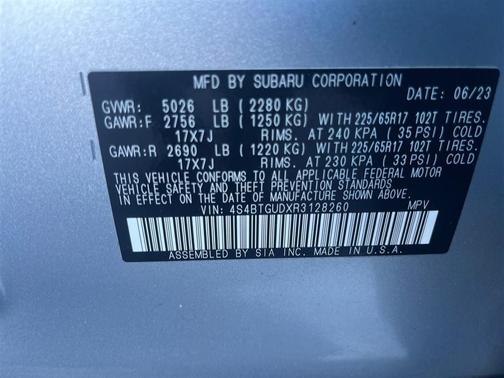 MFD BY SUBARU CORPORATION
DATE: 06/23
GVWR: 5026 LB (2280 KG)
GAWR:F 2756 LB (1250 KG) WITH 225/65R17 102T TIRES.
17X7J RIMS. AT 240 KPA (35 PSI) COLD
GAWR:R 2690 LB (1220 KG) WITH 225/65R17 102T TIRES.
17X7J RIMS. AT 230 KPA (33 PSI) COLD
THIS VEHICLE CONFORMS TO ALL APPLICABLE FEDERAL MOTOR
VEHICLE SAFETY AND THEFT PREVENTION STANDARDS
IN EFFECT ON THE DATE OF MANUFACTURE SHOWN ABOVE.
VIN: 4S4BTGUDXR3128260 MPV
ASSEMBLED BY SIA INC. MADE IN U.S.A.